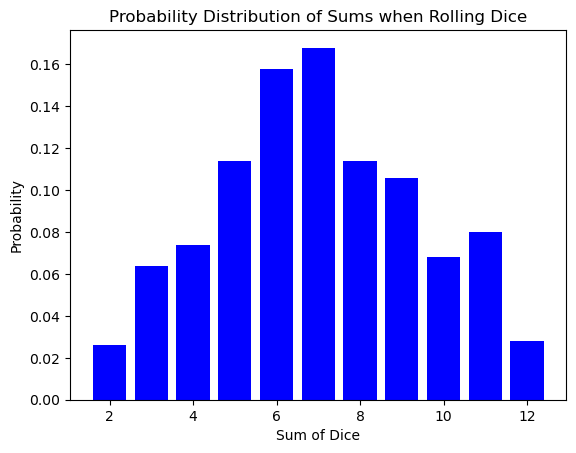 Probability Distribution of Sums when Rolling Dice
Probability
0.16
0.14
0.12
0.10
0.08
0.06
0.04
0.02
0.00
2 4 6 8 10 12
Sum of Dice